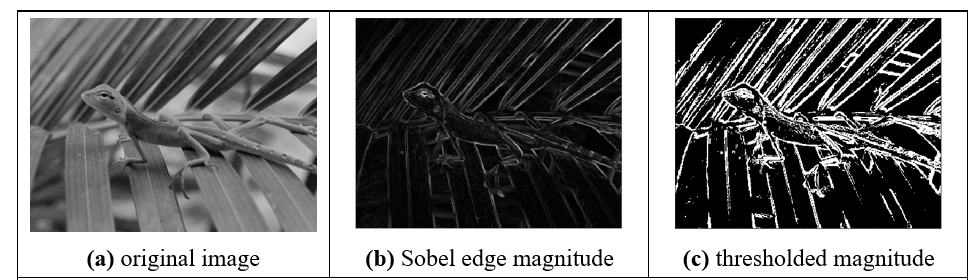 (a) original image
(b) Sobel edge magnitude
(c) thresholded magnitude